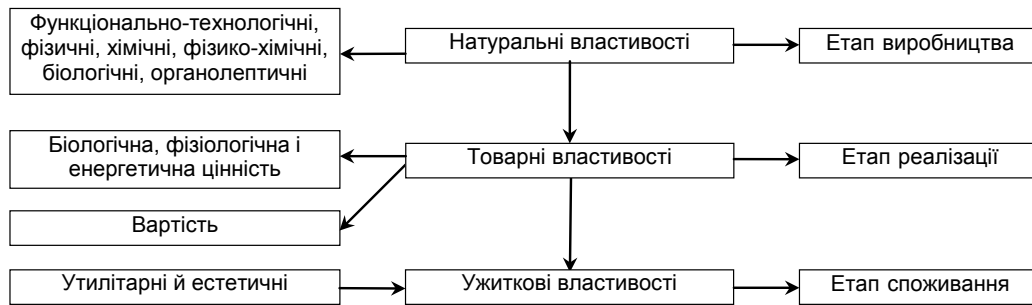 Функціонально-технологічні,
фізичні, хімічні, фізико-хімічні,
біологічні, органолептичні
Натуральні властивості
Етап виробництва
Біологічна, фізіологічна і
енергетична цінність
Товарні властивості
Етап реалізації
Вартість
Утилітарні й естетичні
Ужиткові властивості
Етап споживання